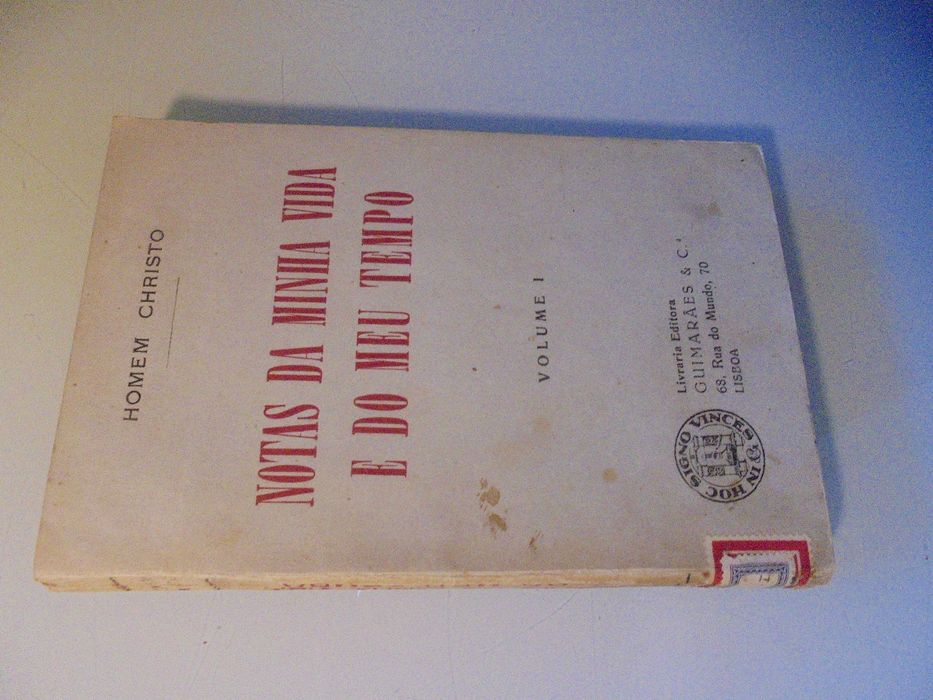 HOMEM CHRISTO
NOTAS DA MINHA VIDA
E DO MEU TEMPO
VOLUME I
IN HOC SIGNO VINCES
Livraria Editora
GUIMARÃES & C.ª
68, Rua do Mundo, 70
LISBOA